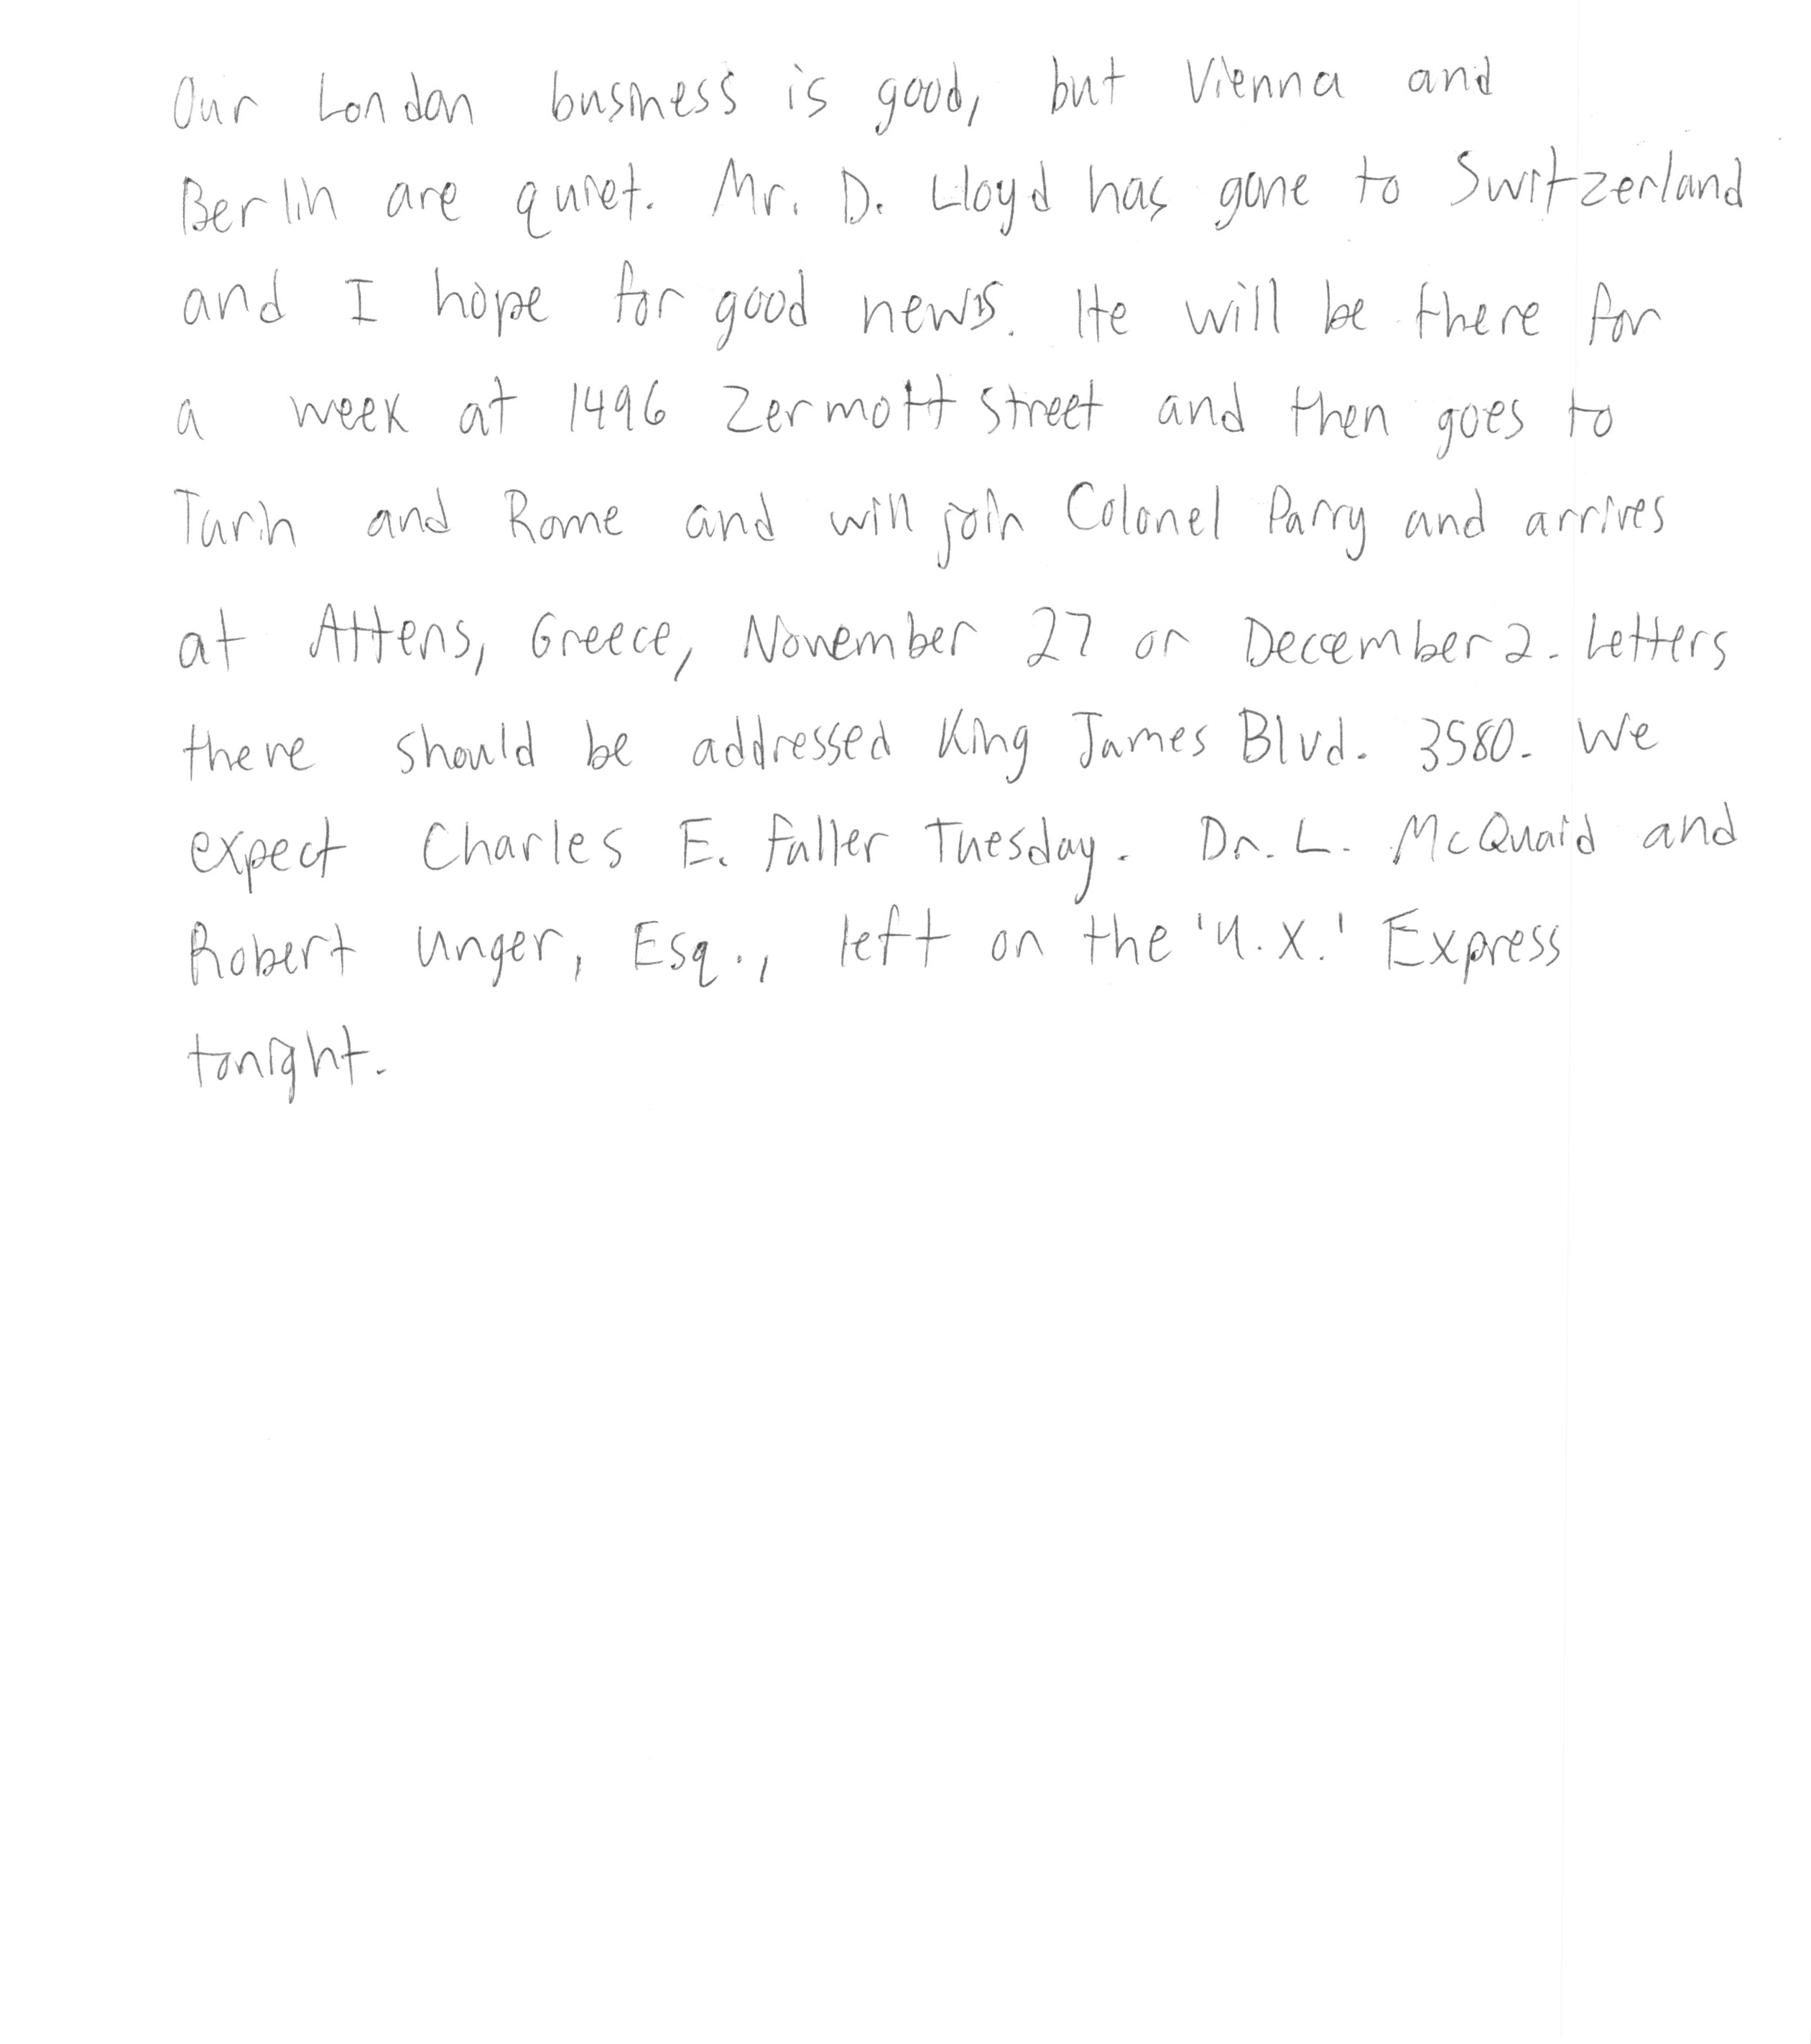 Our London business is good, but Vienna and
Berlin are quiet. Mr. D. Lloyd has gone to Switzerland
and I hope for good news. He will be there for
a week at 1496 Zermott Street and then goes to
Turin and Rome and will join Colonel Parry and arrives
at Attens, Greece, November 27 or December 2. Letters
there should be addressed King James Blvd. 3580. We
expect Charles E. Fuller Tuesday. Dr. L. McQuaid and
Robert Unger, Esq., left on the 'U.X.' Express
tonight.